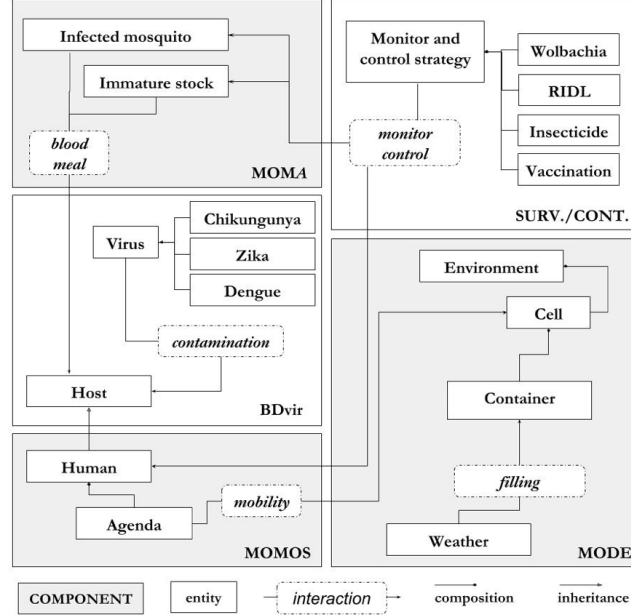 Infected mosquito
Immature stock
blood
meal
MOMA
Monitor and
control strategy
Wolbachia
RIDL
Insecticide
Vaccination
monitor
control
SURV./CONT.
Virus
Chikungunya
Zika
Dengue
contamination
Host
BDvir
Environment
Cell
Container
filling
Weather
MODE
Human
Agenda
mobility
MOMOS
COMPONENT
entity
interaction
composition
inheritance